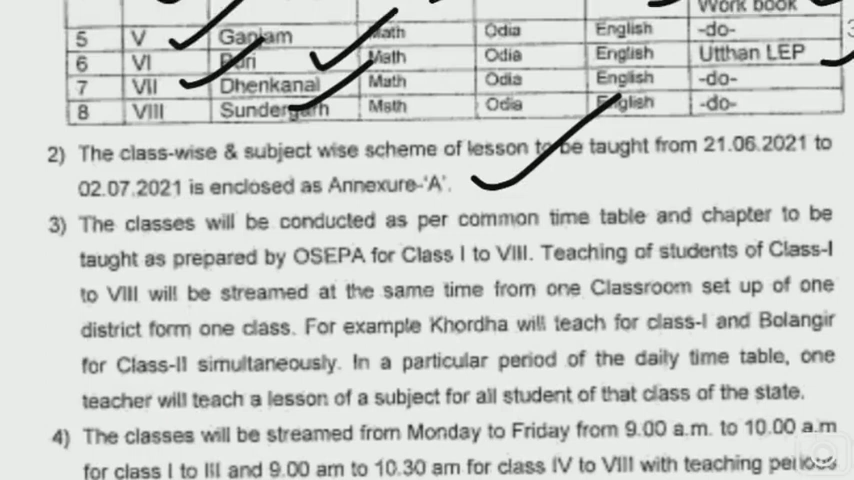 Work book
5 V Ganjam Math Odia English -do-
6 VI Puri Math Odia English Utthan LEP
7 VII Dhenkanal Math Odia English -do-
8 VIII Sundergarh Math Odia English -do-
2) The class-wise & subject wise scheme of lesson to be taught from 21.06.2021 to
02.07.2021 is enclosed as Annexure-'A'.
3) The classes will be conducted as per common time table and chapter to be
taught as prepared by OSEPA for Class I to VIII. Teaching of students of Class-I
to VIII will be streamed at the same time from one Classroom set up of one
district form one class. For example Khordha will teach for class-I and Bolangir
for Class-II simultaneously. In a particular period of the daily time table, one
teacher will teach a lesson of a subject for all student of that class of the state.
4) The classes will be streamed from Monday to Friday from 9.00 a.m. to 10.00 a.m
for class I to III and 9.00 am to 10.30 am for class IV to VIII with teaching periods